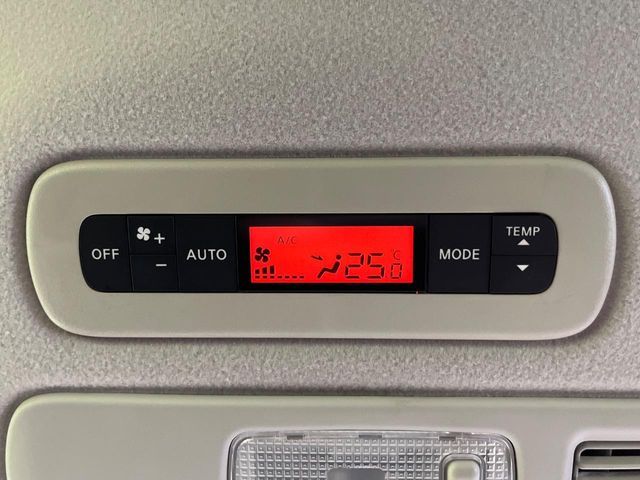 OFF
+
−
AUTO
A/C
25.0 °C
MODE
TEMP